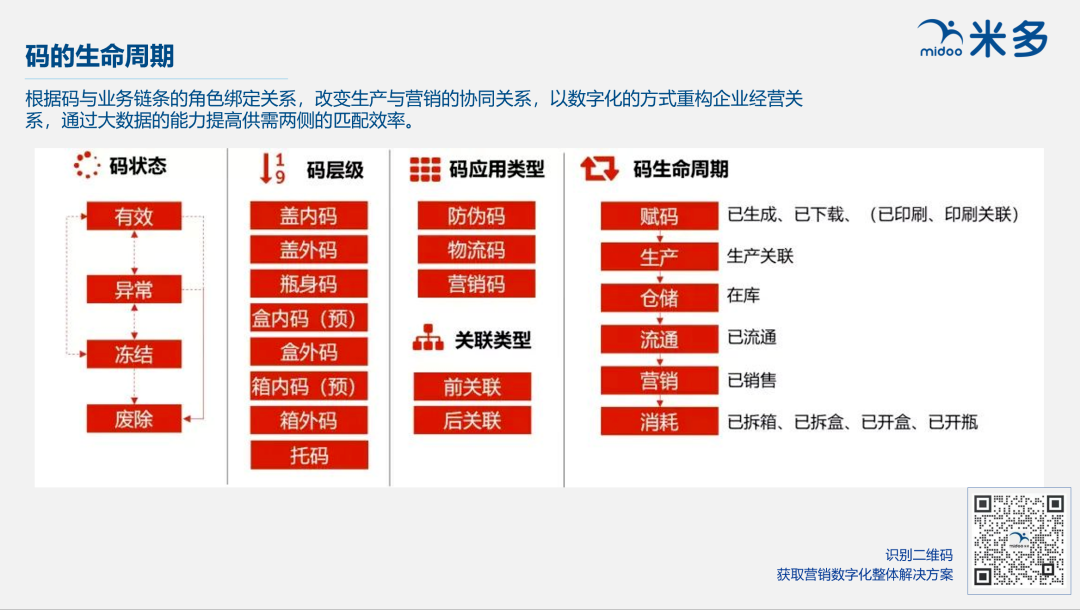 midoo 米多
码的生命周期
根据码与业务链条的角色绑定关系，改变生产与营销的协同关系，以数字化的方式重构企业经营关
系，通过大数据的能力提高供需两侧的匹配效率。
码状态
有效
异常
冻结
废除
1
9
码层级
盖内码
盖外码
瓶身码
盒内码（预）
盒外码
箱内码（预）
箱外码
托码
码应用类型
防伪码
物流码
营销码
关联类型
前关联
后关联
码生命周期
赋码 已生成、已下载、（已印刷、印刷关联）
生产 生产关联
仓储 在库
流通 已流通
营销 已销售
消耗 已拆箱、已拆盒、已开盒、已开瓶
识别二维码
获取营销数字化整体解决方案